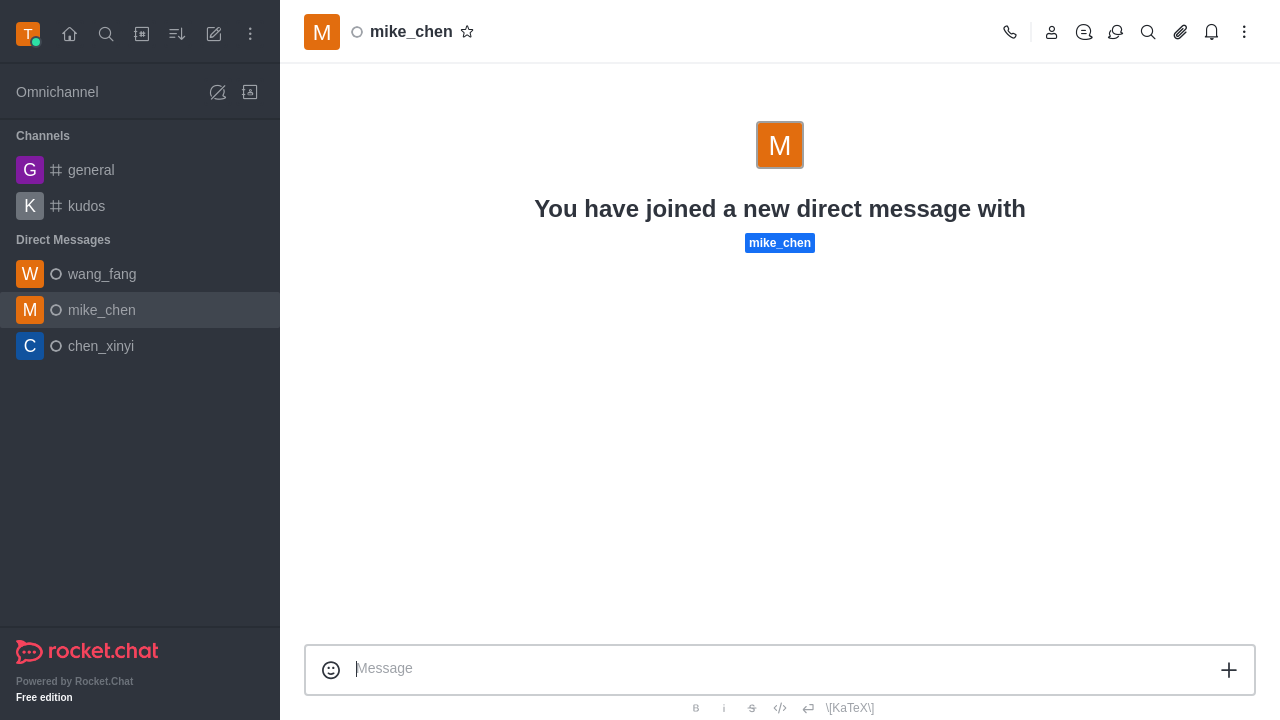 T
Omnichannel
Channels
G general
K kudos
Direct Messages
W wang_fang
M mike_chen
C chen_xinyi
rocket.chat
Powered by Rocket.Chat
Free edition
M mike_chen
M
You have joined a new direct message with
mike_chen
Message
B i S </> \[KaTeX\]